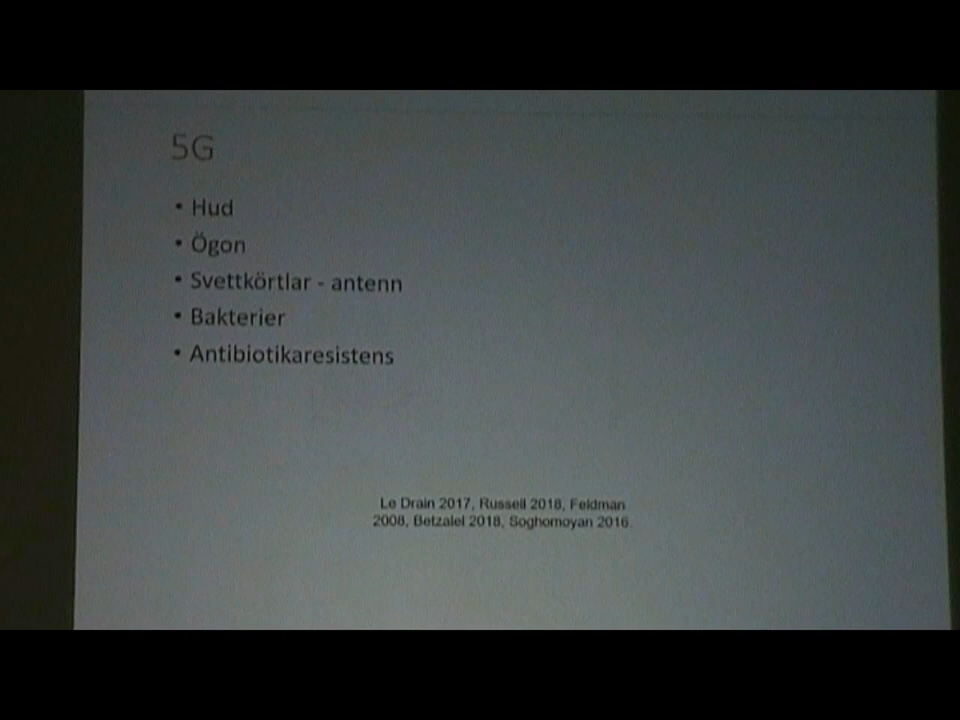 5G
• Hud
• Ögon
• Svettkörtlar - antenn
• Bakterier
• Antibiotikaresistens
Le Drain 2017, Russell 2018, Feldman
2008, Betzalel 2018, Soghomoyan 2016.